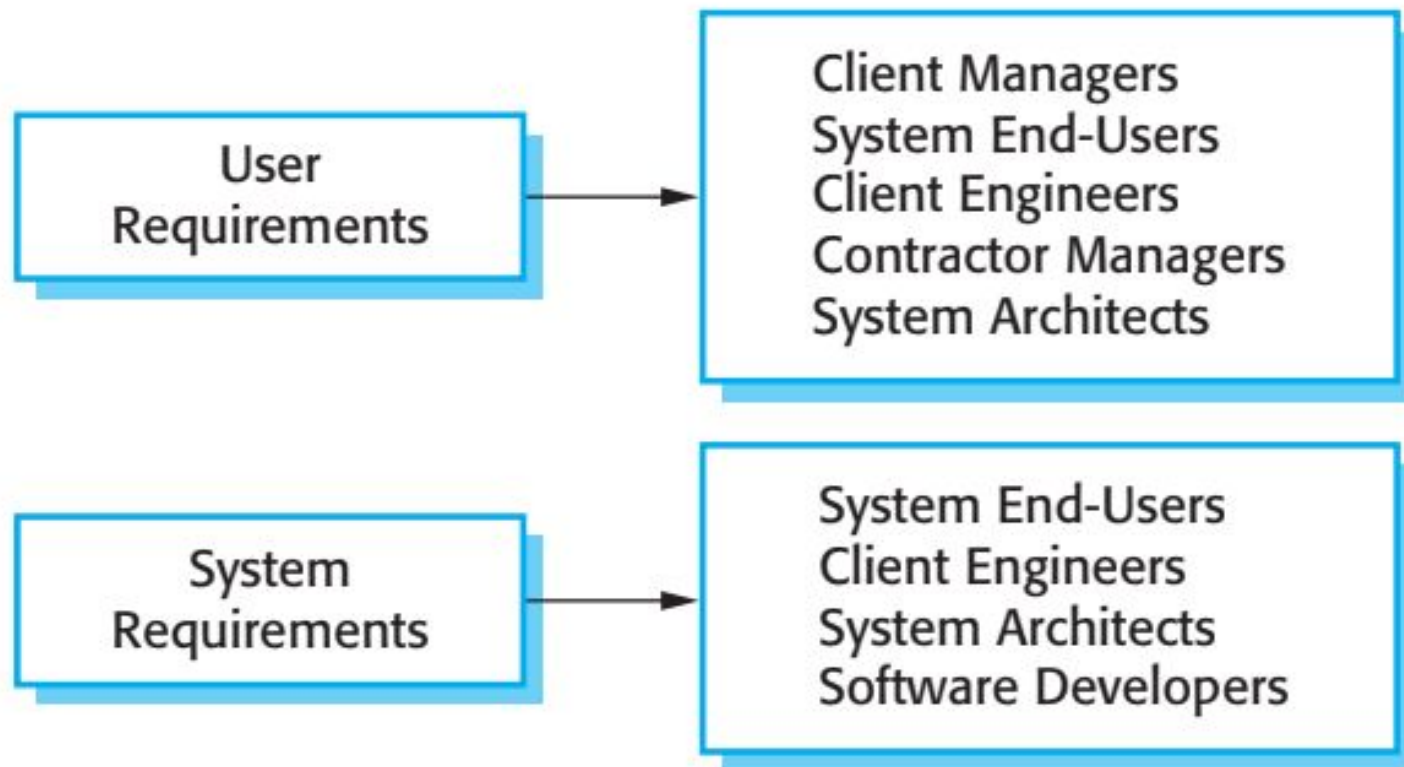 User
Requirements
Client Managers
System End-Users
Client Engineers
Contractor Managers
System Architects
System
Requirements
System End-Users
Client Engineers
System Architects
Software Developers